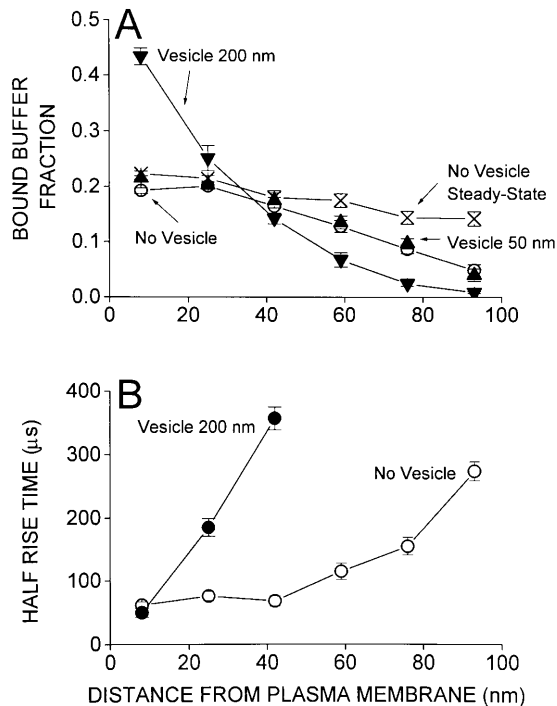 A
0.5
Vesicle 200 nm
0.4
BOUND BUFFER
FRACTION
0.3
No Vesicle
Steady-State
0.2
No Vesicle
Vesicle 50 nm
0.1
0.0
0 20 40 60 80 100
B
400
Vesicle 200 nm
300
No Vesicle
HALF RISE TIME (μs)
200
100
0
0 20 40 60 80 100
DISTANCE FROM PLASMA MEMBRANE (nm)